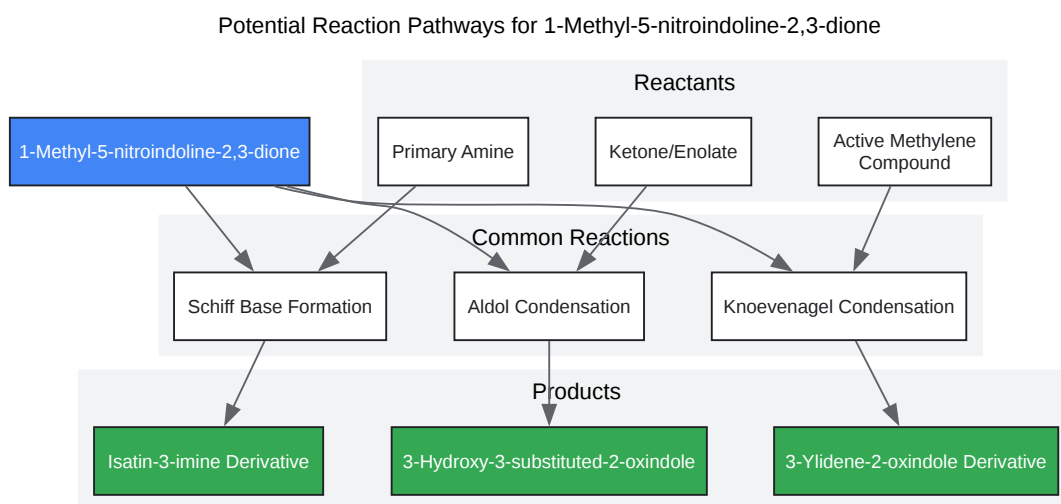 Potential Reaction Pathways for 1-Methyl-5-nitroindoline-2,3-dione
Reactants
1-Methyl-5-nitroindoline-2,3-dione
Primary Amine
Ketone/Enolate
Active Methylene
Compound
Common Reactions
Schiff Base Formation
Aldol Condensation
Knoevenagel Condensation
Products
Isatin-3-imine Derivative
3-Hydroxy-3-substituted-2-oxindole
3-Ylidene-2-oxindole Derivative